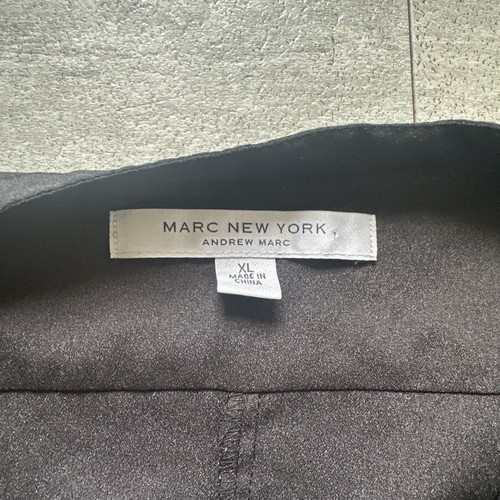 MARC NEW YORK
ANDREW MARC
XL
MADE IN
CHINA